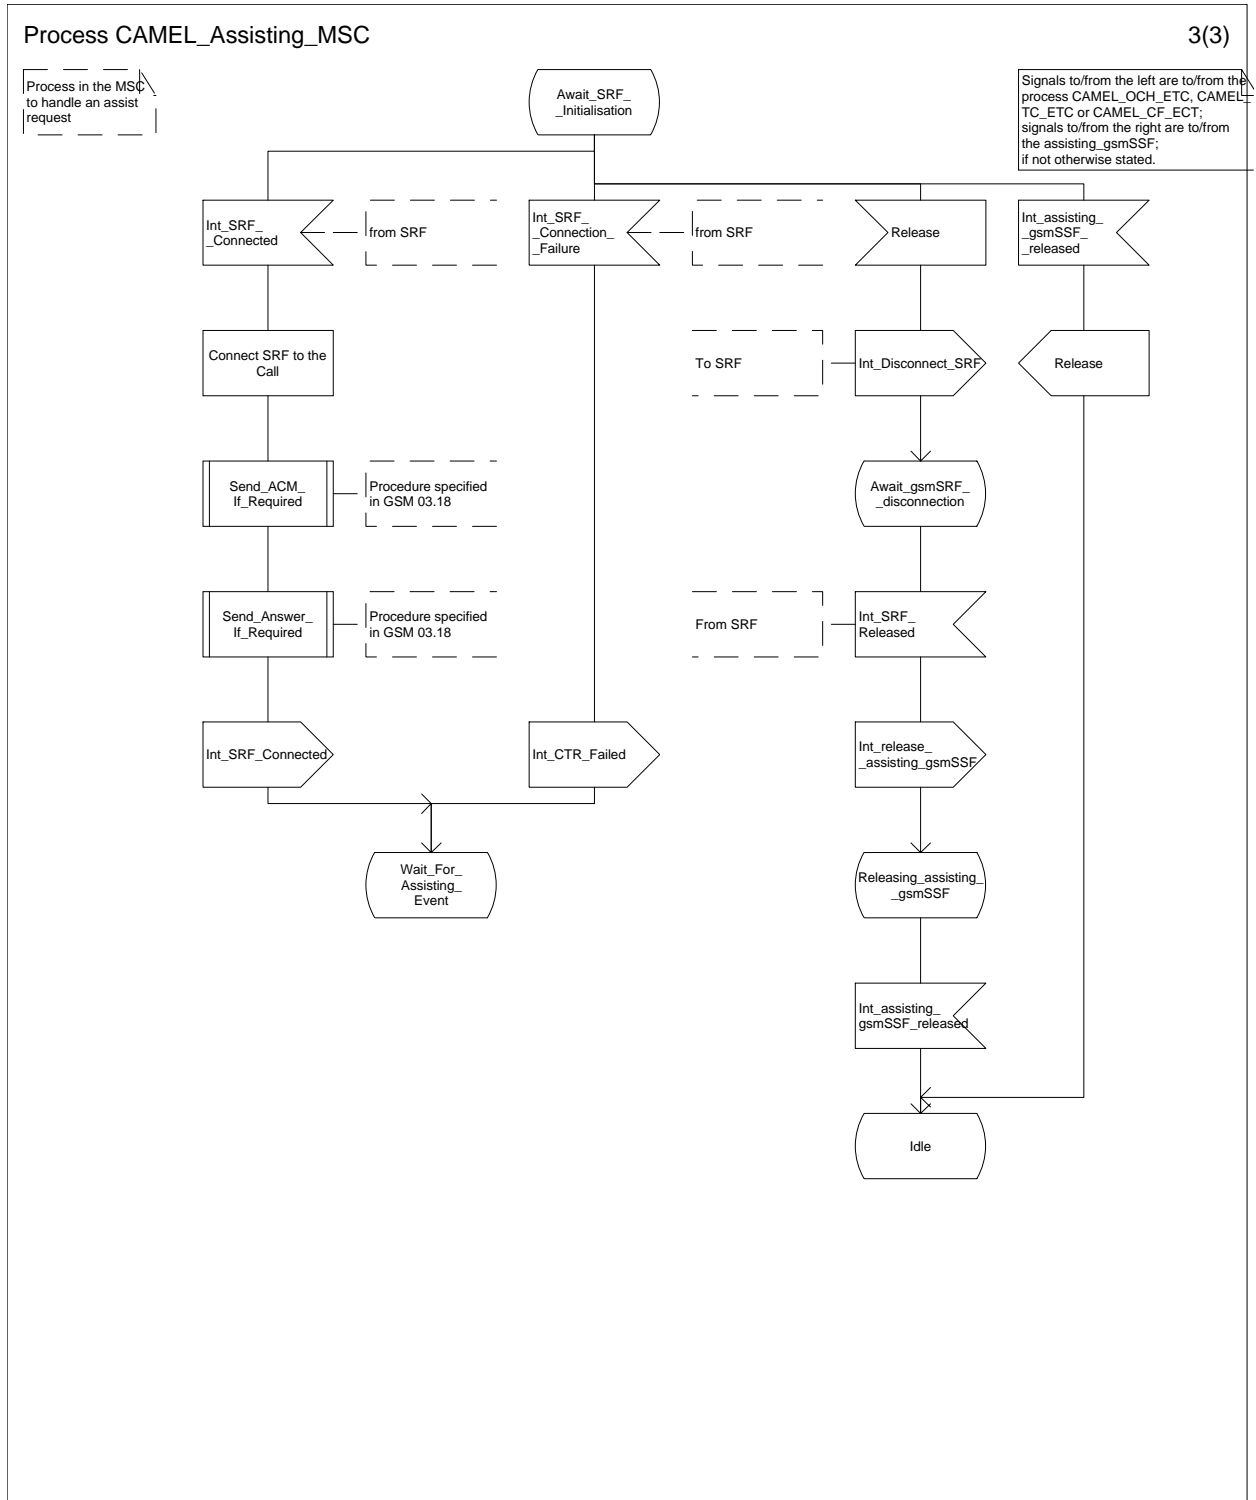 Process CAMEL_Assisting_MSC
3(3)
Process in the MSC
to handle an assist
request
Await_SRF_
_Initialisation
Signals to/from the left are to/from the
process CAMEL_OCH_ETC, CAMEL_
TC_ETC or CAMEL_CF_ECT;
signals to/from the right are to/from
the assisting_gsmSSF;
if not otherwise stated.
Int_SRF_
_Connected
from SRF
Int_SRF_
_Connection_
_Failure
from SRF
Release
Int_assisting_
_gsmSSF_
_released
Connect SRF to the
Call
To SRF
Int_Disconnect_SRF
Release
Send_ACM_
If_Required
Procedure specified
in GSM 03.18
Await_gsmSRF_
_disconnection
Send_Answer_
If_Required
Procedure specified
in GSM 03.18
From SRF
Int_SRF_
Released
Int_SRF_Connected
Int_CTR_Failed
Int_release_
_assisting_gsmSSF
Wait_For_
Assisting_
Event
Releasing_assisting_
_gsmSSF
Int_assisting_
gsmSSF_released
Idle